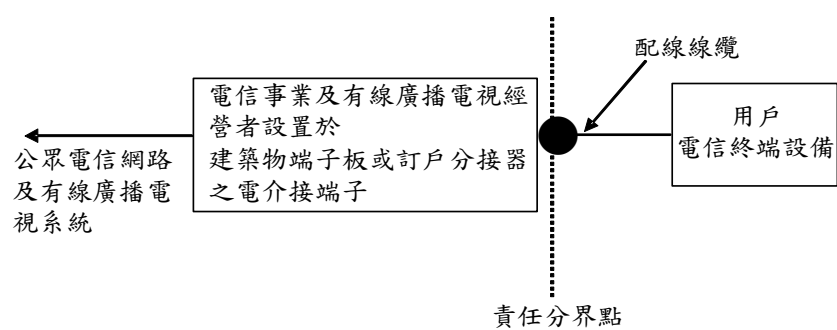 配線線纜
電信事業及有線廣播電視經
營者設置於
建築物端子板或訂戶分接器
之電介接端子
用戶
電信終端設備
公眾電信網路
及有線廣播電
視系統
責任分界點